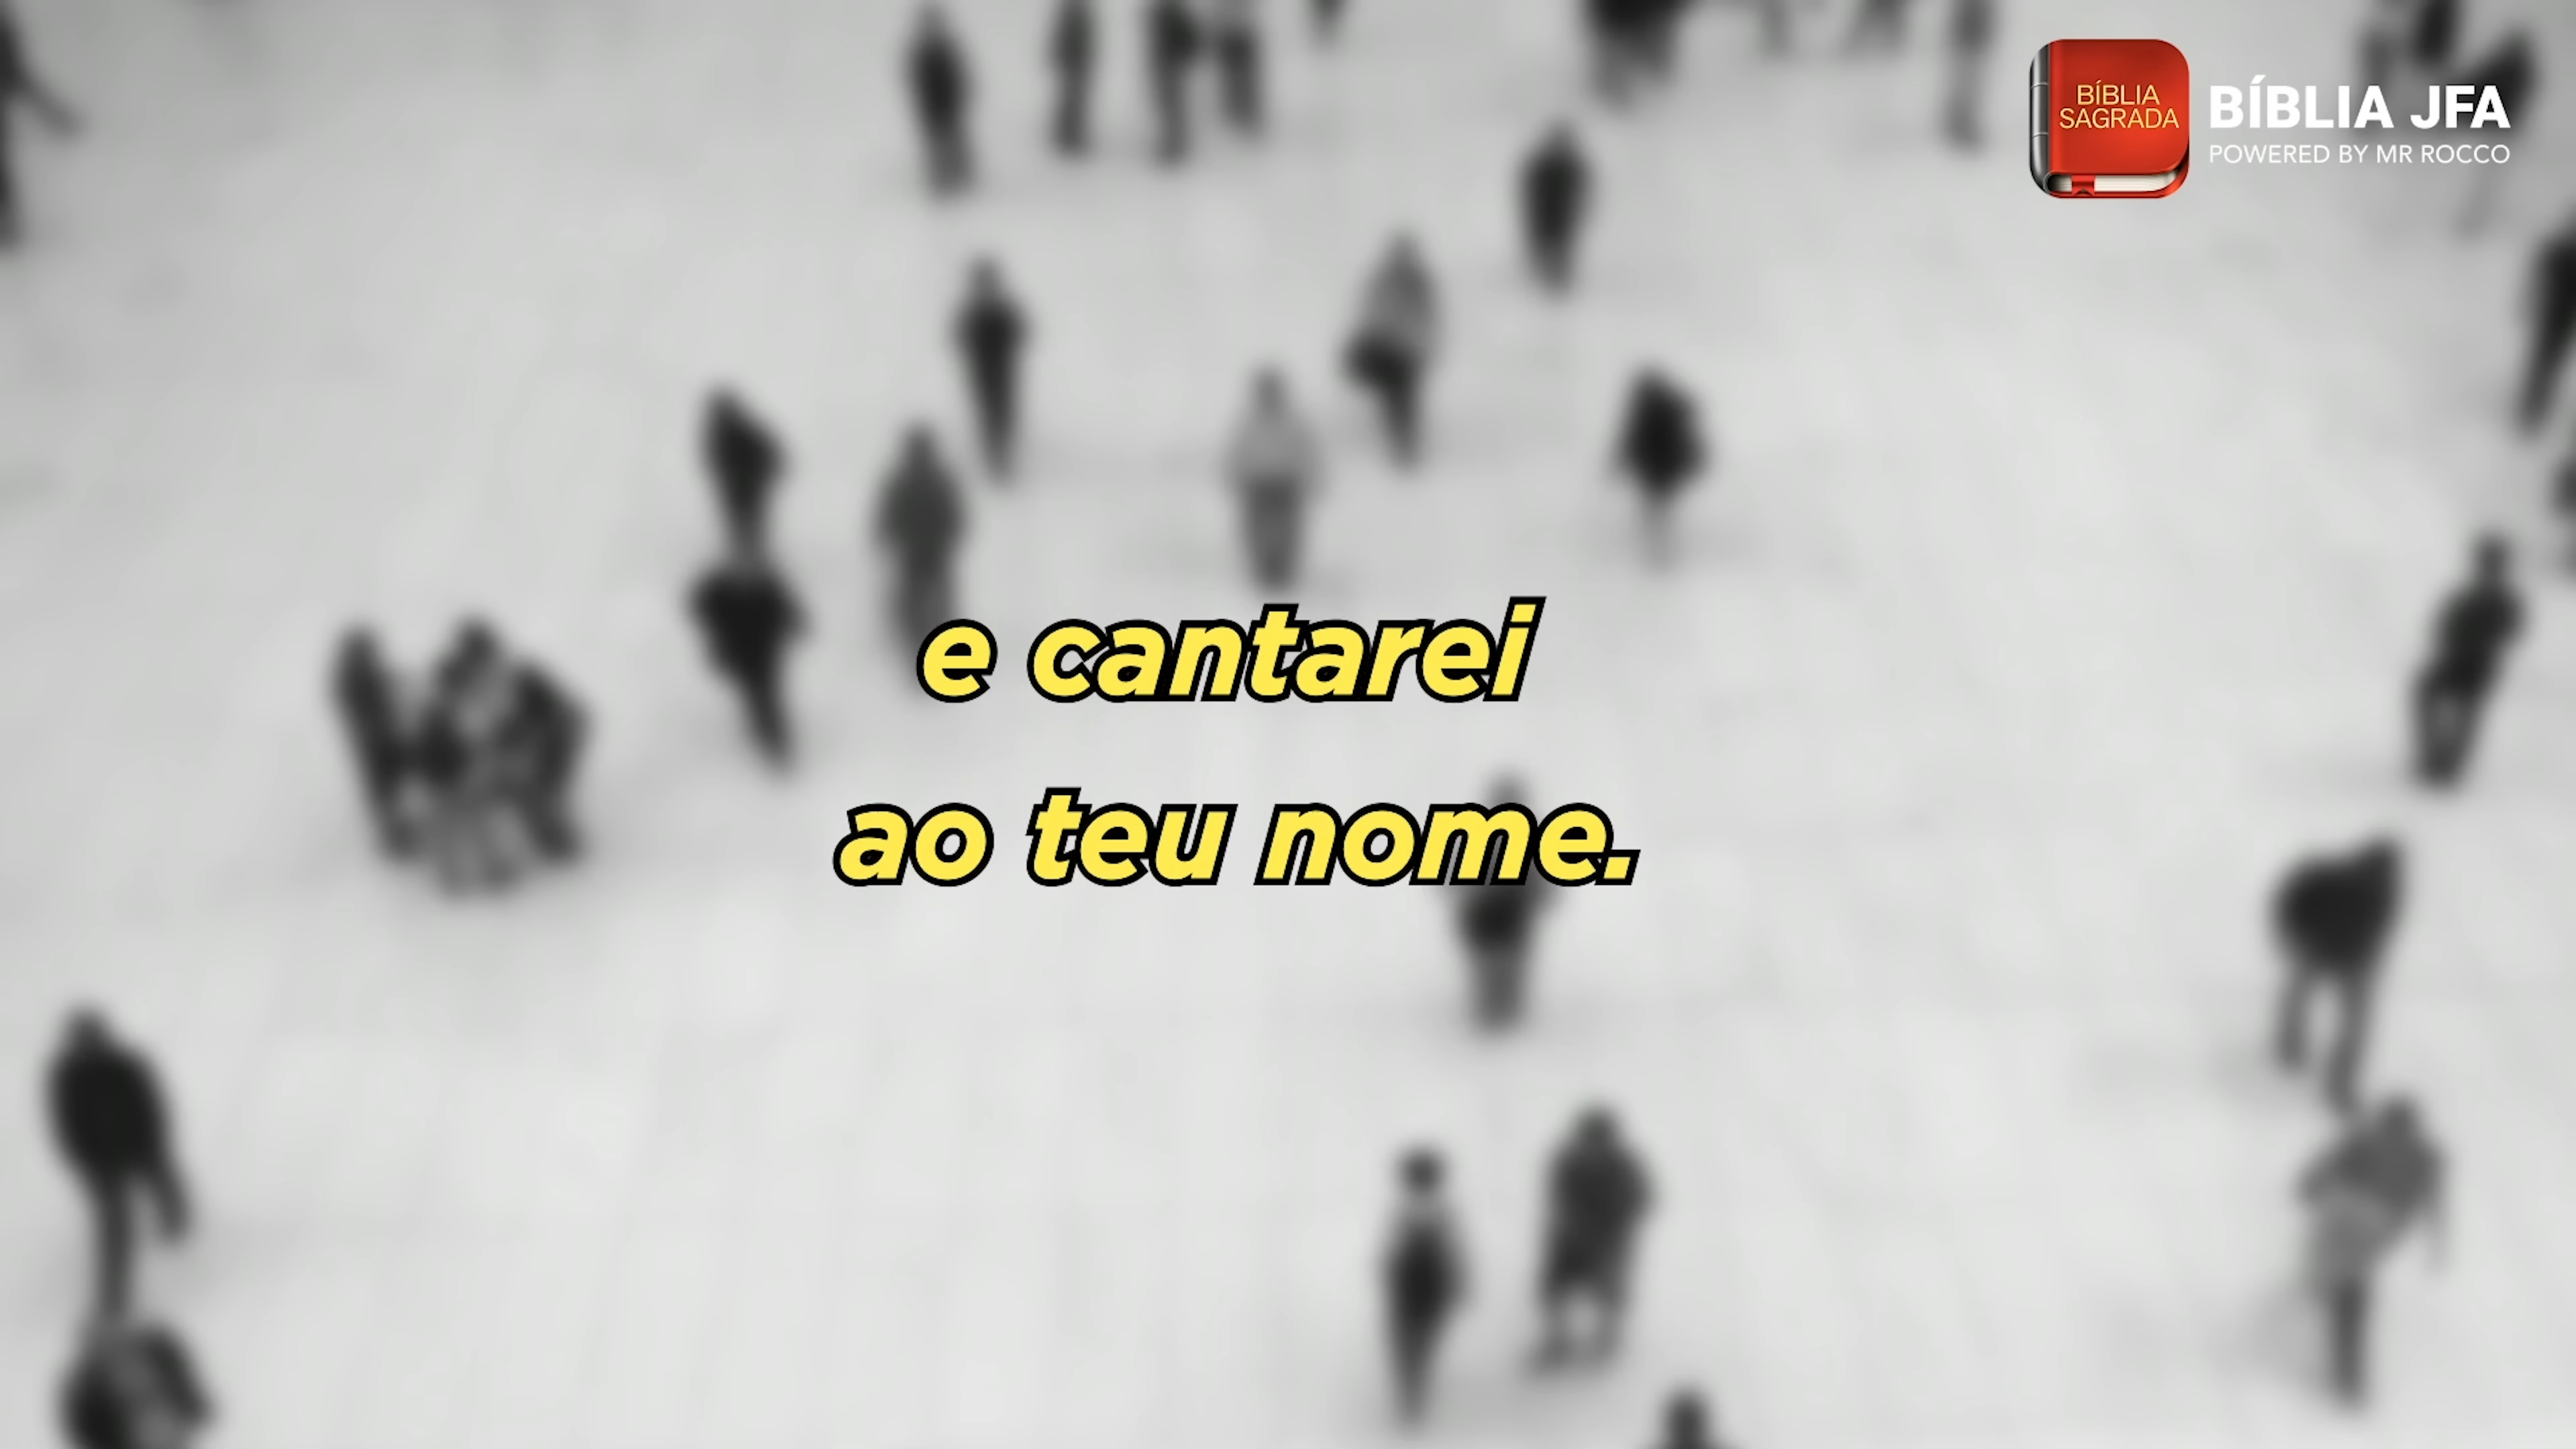 BÍBLIA
SAGRADA
BÍBLIA JFA
POWERED BY MR ROCCO
e cantarei
ao teu nome.